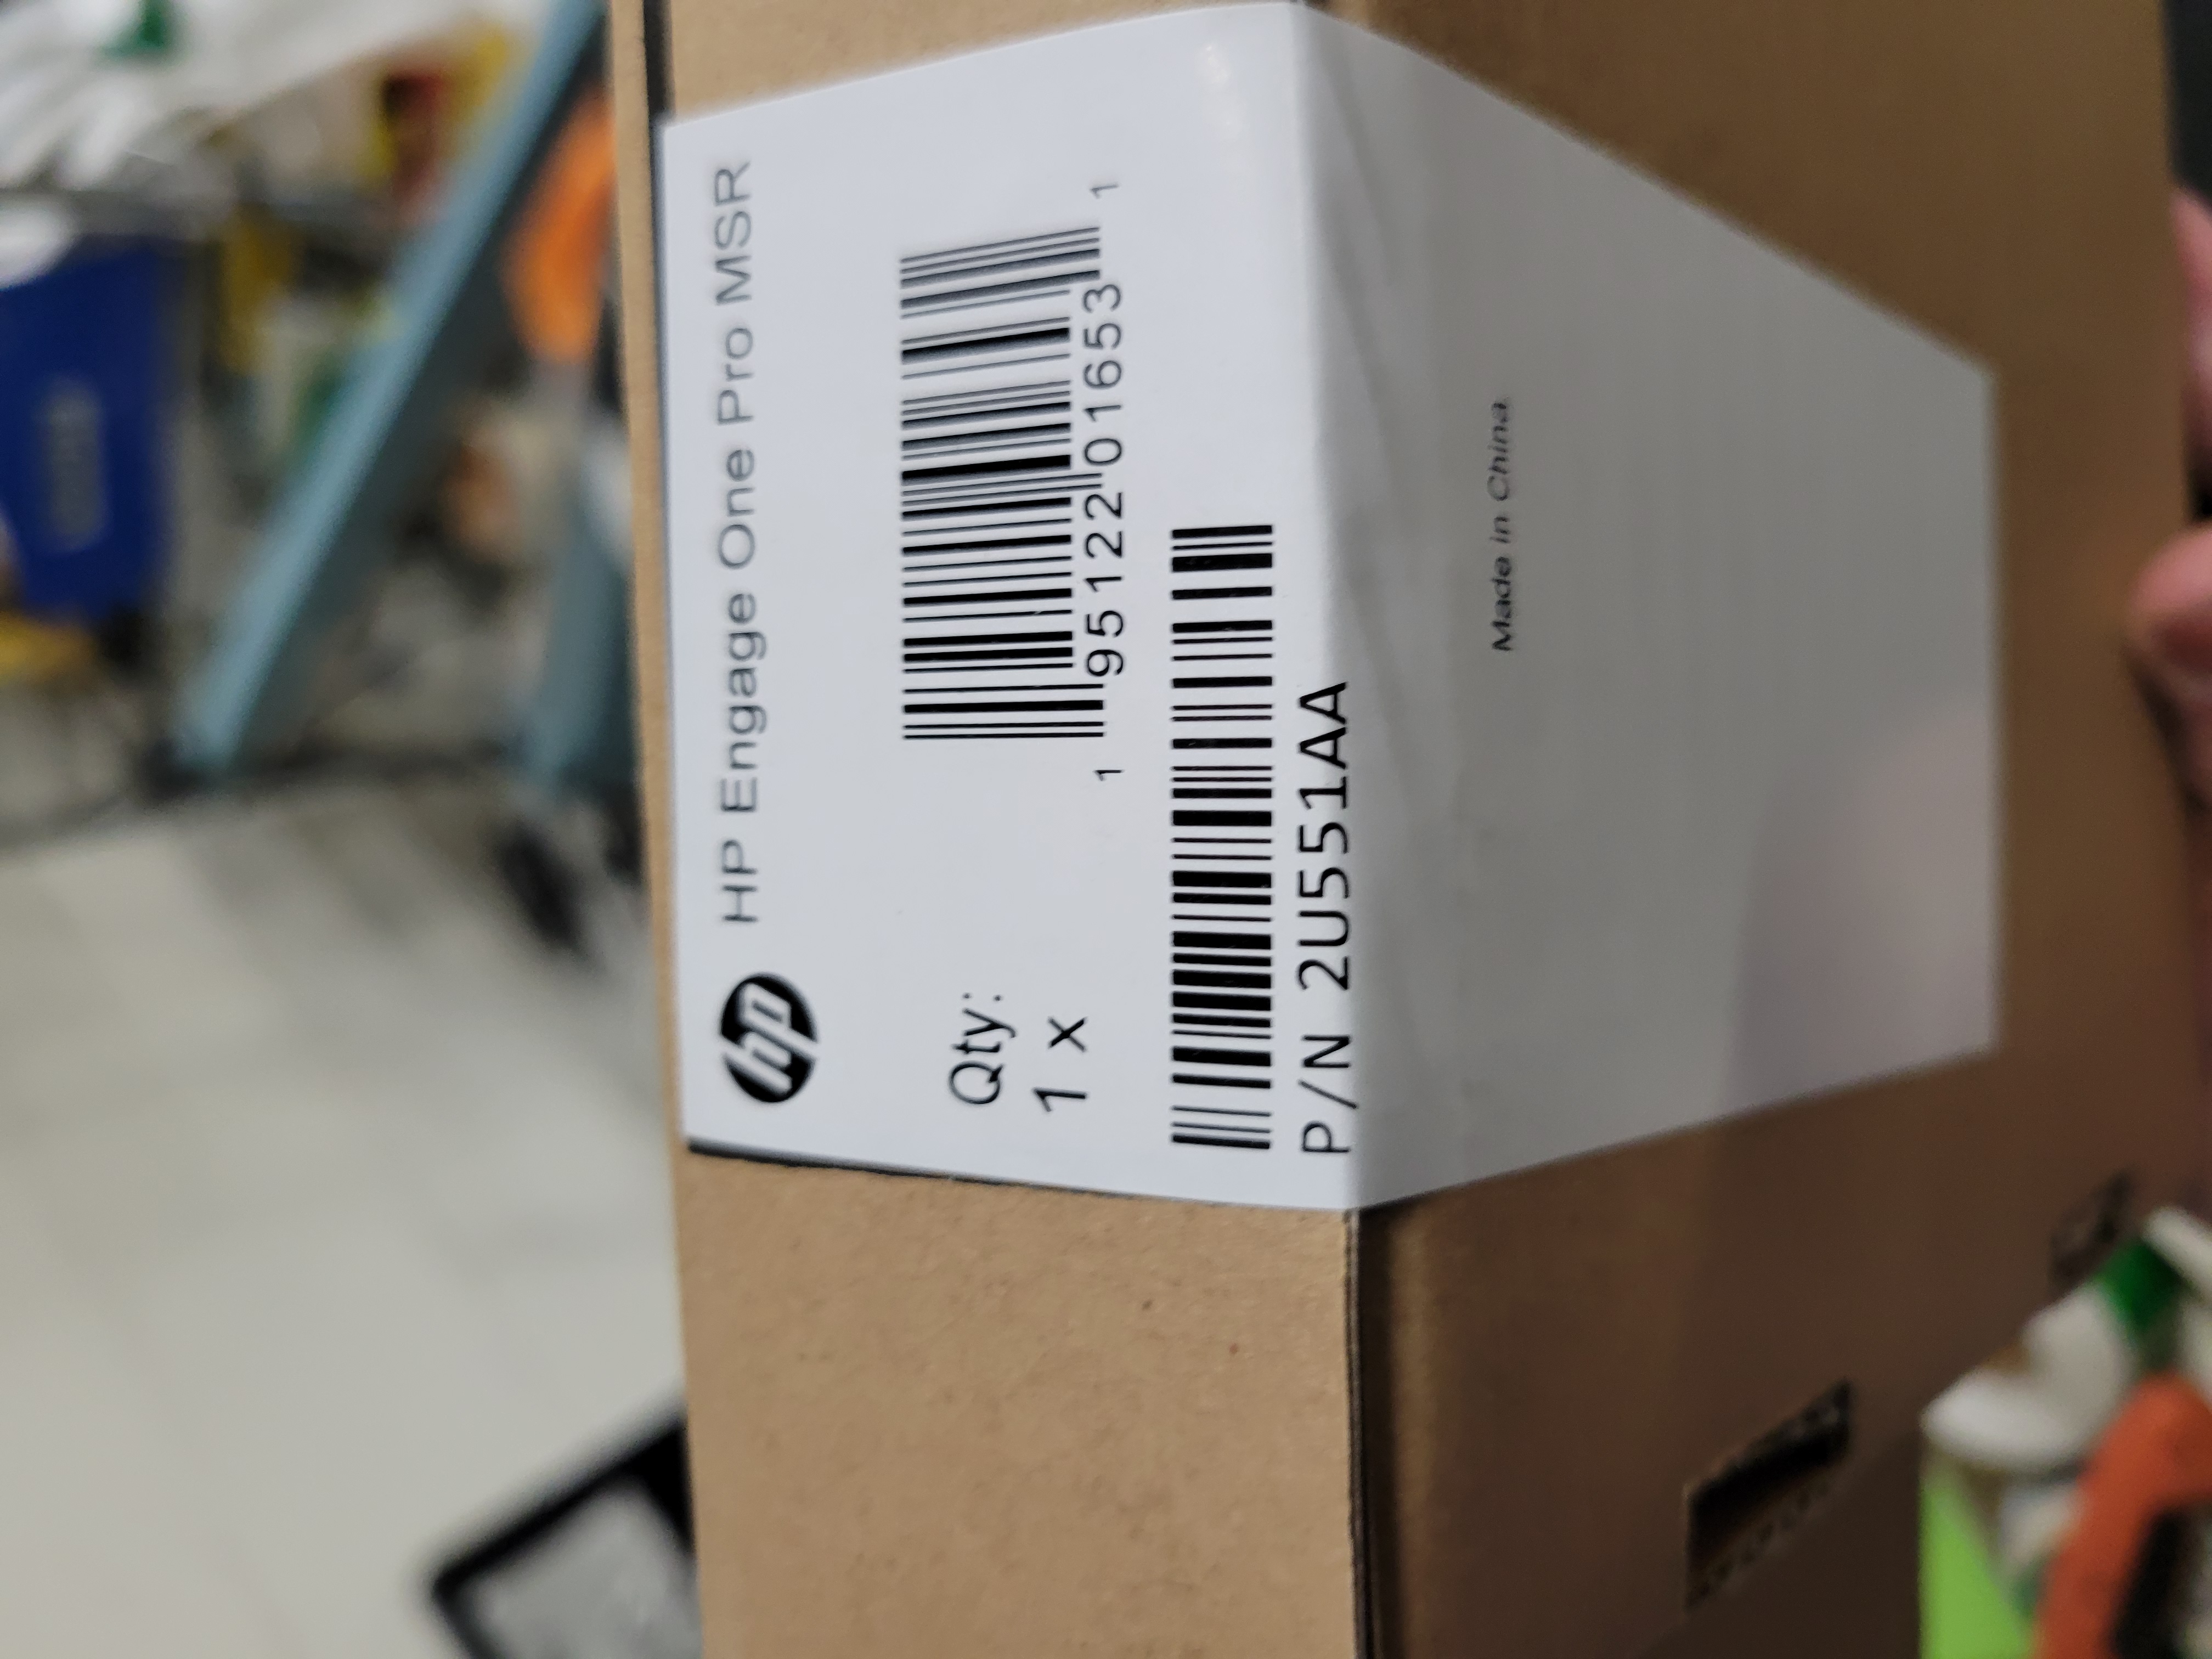 hp HP Engage One Pro MSR
Qty:
1 x
1 95122 01653 1
P/N 2U551AA
Made in China